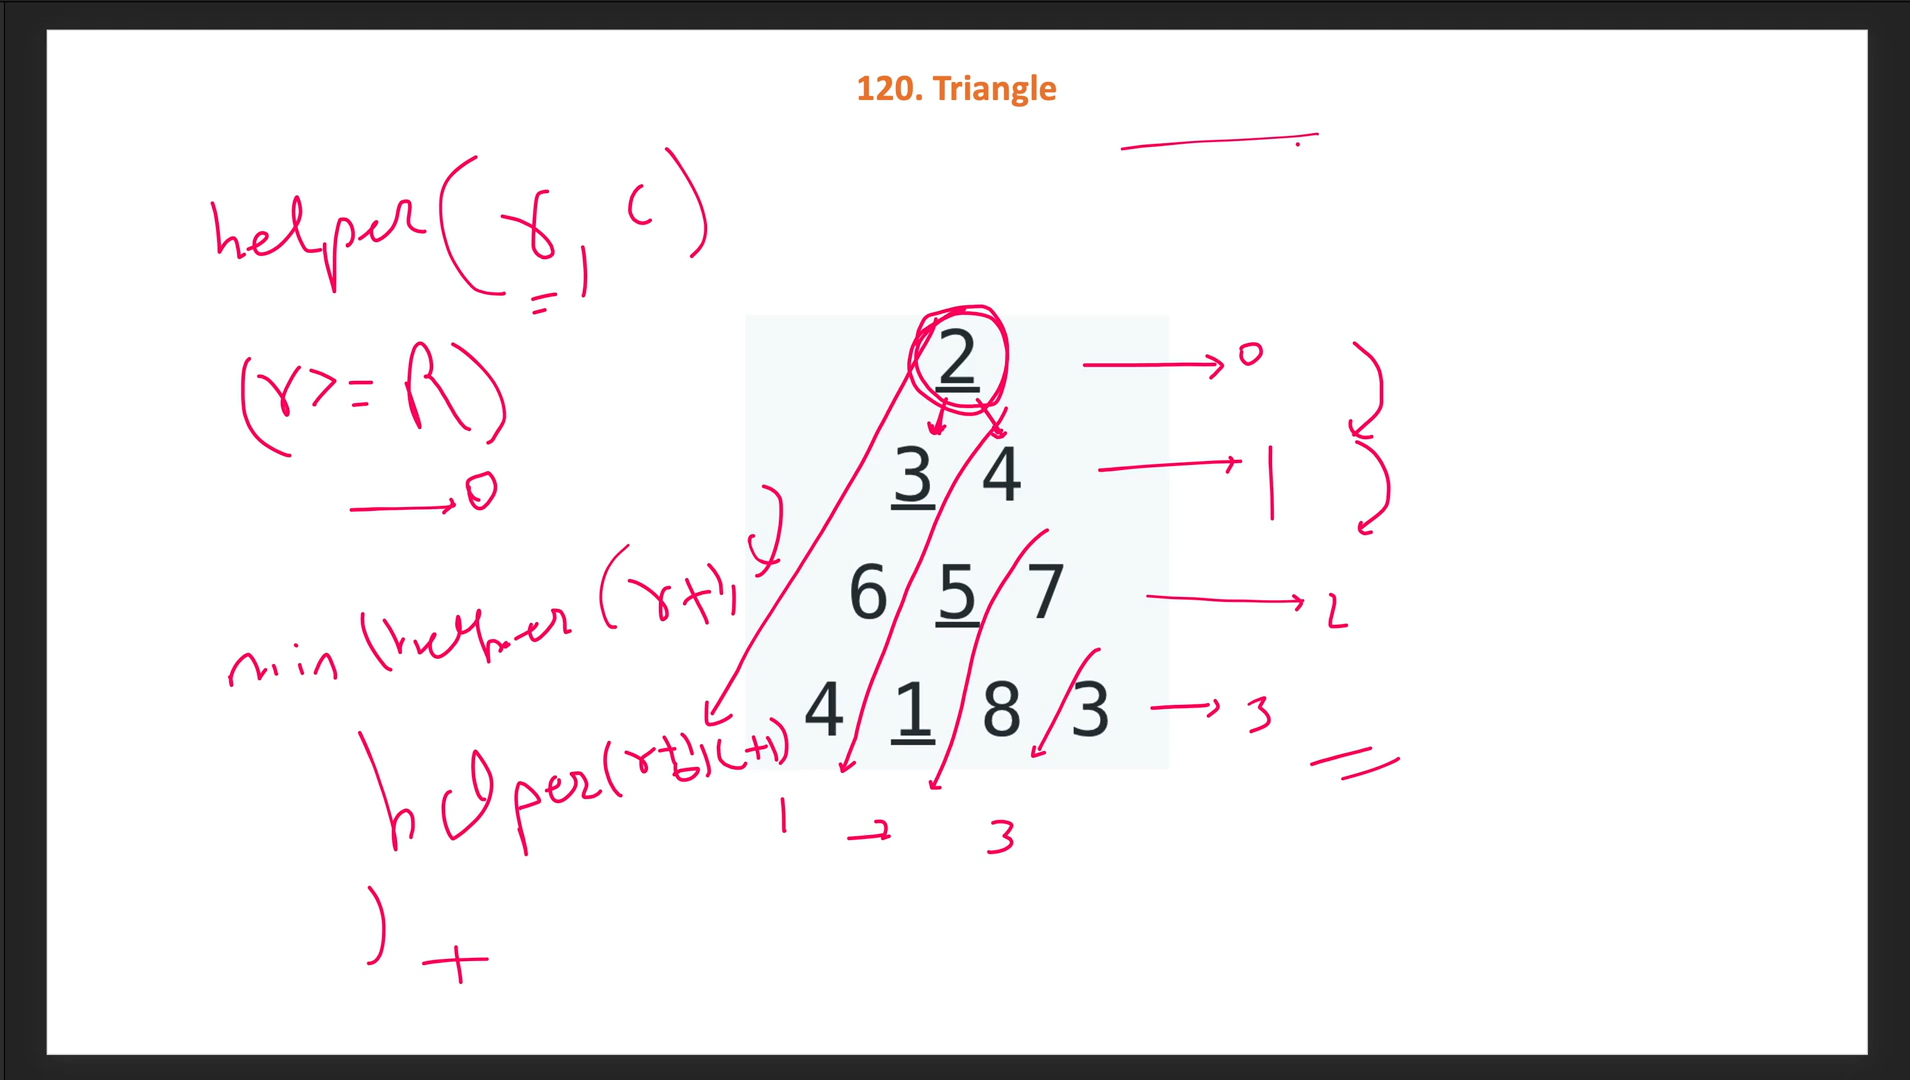 120. Triangle
helper(r, c)
(r>=R)
→ 0
min(helper(r+1, c)
helper(r+1, c+1)
) +
2 → 0
3 4 → 1
6 5 7 → 2
4 1 8 3 → 3
1 → 2 3